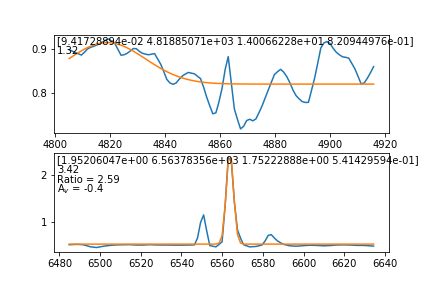 [9.41728894e-02 4.81885071e+03 1.40066228e+01 8.20944976e-01]
1.32
0.9
0.8
4800 4820 4840 4860 4880 4900 4920
[1.95206047e+00 6.56378356e+03 1.75222888e+00 5.41429594e-01]
3.42
Ratio = 2.59
Av = -0.4
2
1
6480 6500 6520 6540 6560 6580 6600 6620 6640